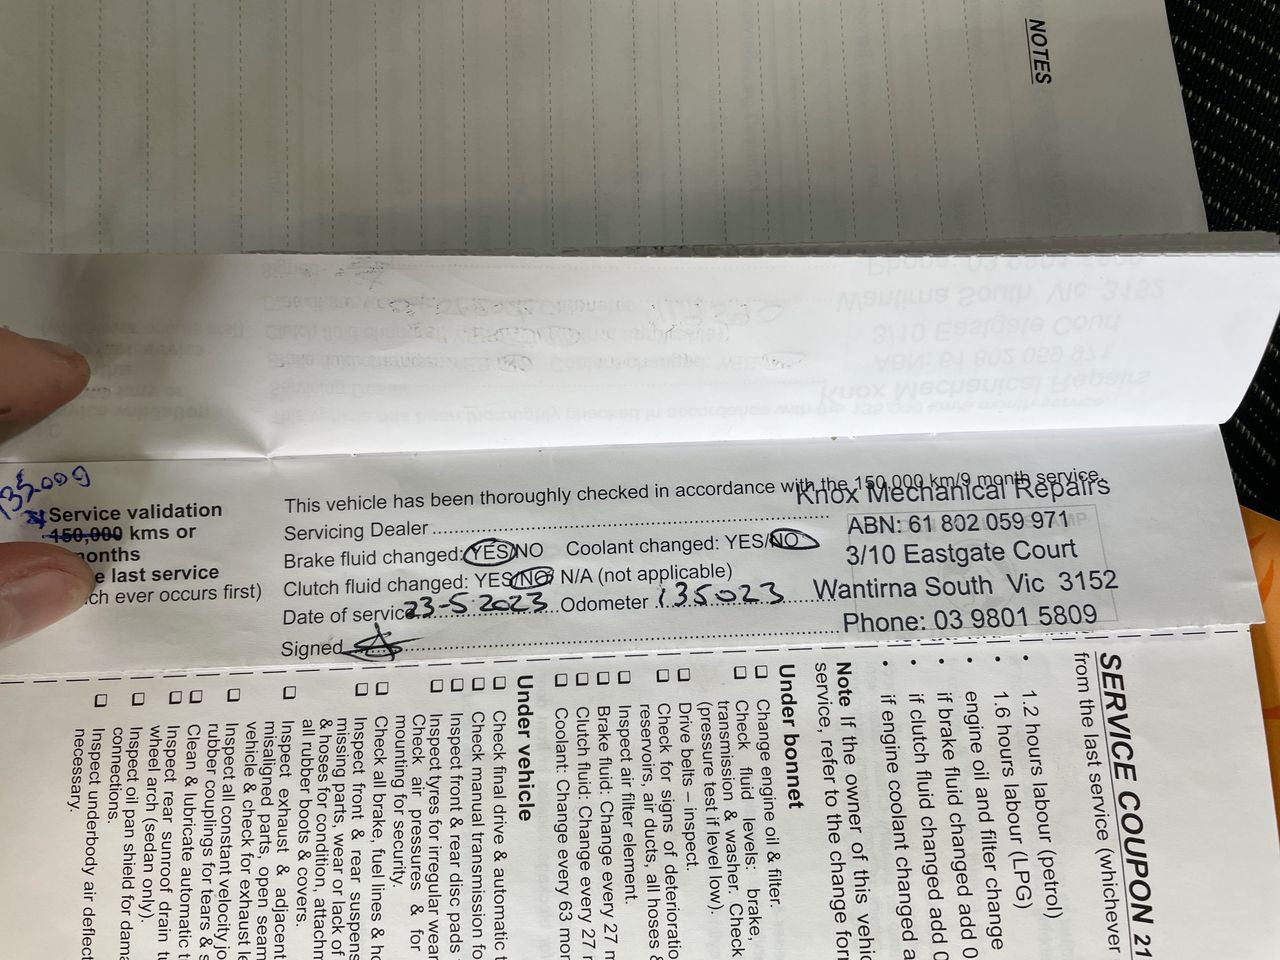 NOTES
135,009
Service validation
150,000 kms or
months
e last service
ch ever occurs first)
This vehicle has been thoroughly checked in accordance with the 150,000 km/9 month service.
Servicing Dealer
Brake fluid changed: YES/NO Coolant changed: YES/NO
Clutch fluid changed: YES/NO/ N/A (not applicable)
Date of service 23-5-2023 Odometer 135023
Signed
Knox Mechanical Repairs
ABN: 61 802 059 971
3/10 Eastgate Court
Wantirna South Vic 3152
Phone: 03 9801 5809
SERVICE COUPON 21
from the last service (whichever
• 1.2 hours labour (petrol)
• 1.6 hours labour (LPG)
• engine oil and filter change
• if brake fluid changed add 0
• if clutch fluid changed add 0
• if engine coolant changed a
Note If the owner of this vehic
service, refer to the change for
Under bonnet
Change engine oil & filter.
Check fluid levels: brake,
transmission & washer. Check
(pressure test if level low).
Drive belts – inspect.
Check for signs of deterioratio
reservoirs, air ducts, all hoses &
Inspect air filter element.
Brake fluid: Change every 27 m
Clutch fluid: Change every 27
Coolant: Change every 63 mor
Under vehicle
Check final drive & automatic t
Check manual transmission fo
Inspect front & rear disc pads
Inspect tyres for irregular wear
Check air pressures & for
mounting for security.
Check all brake, fuel lines & ho
Inspect front & rear suspens
missing parts, wear or lack of
& hoses for condition, attachm
all rubber boots & covers.
Inspect exhaust & adjacent
misaligned parts, open seam
vehicle & check for exhaust le
Inspect all constant velocity jo
rubber couplings for tears & s
Clean & lubricate automatic t
Inspect rear sunroof drain tu
wheel arch (sedan only).
Inspect oil pan shield for dama
connections.
Inspect underbody air deflect
necessary.